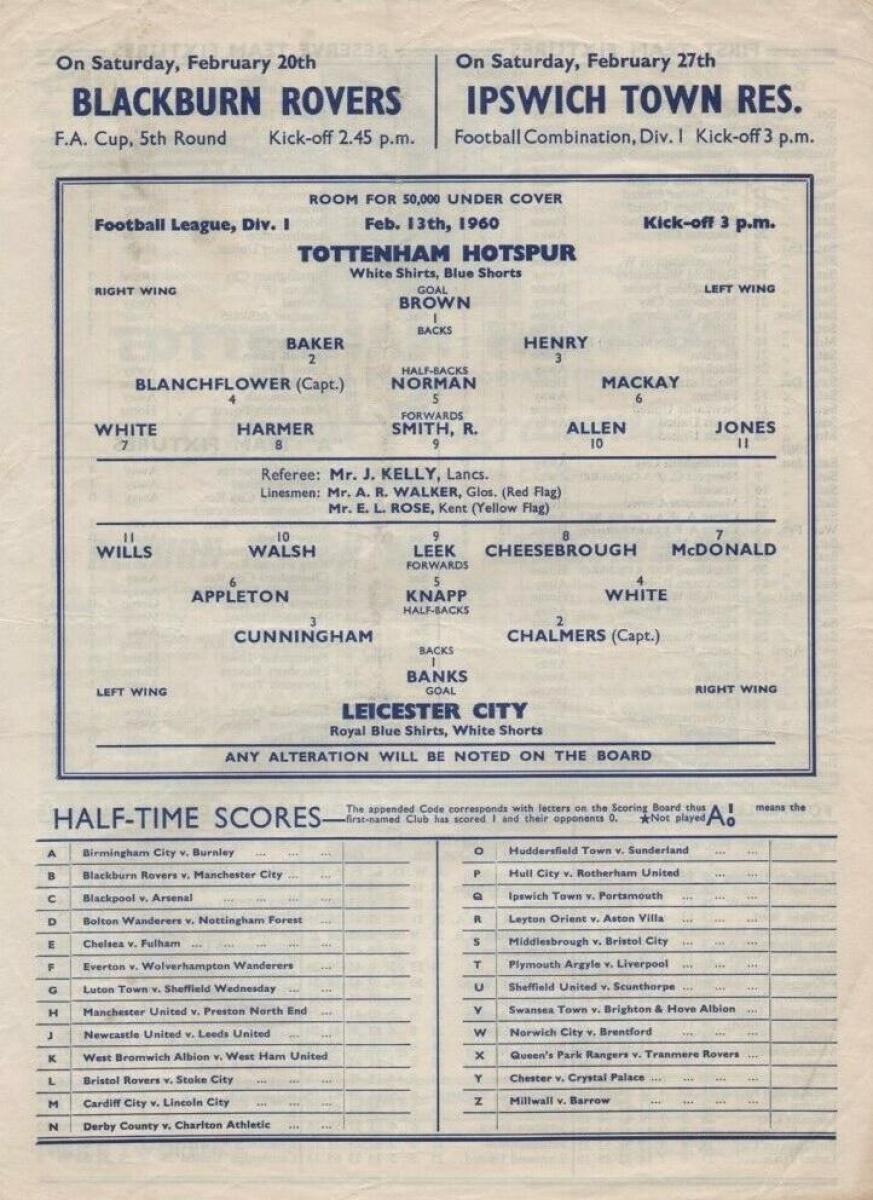 On Saturday, February 20th
BLACKBURN ROVERS
F.A. Cup, 5th Round Kick-off 2.45 p.m.
On Saturday, February 27th
IPSWICH TOWN RES.
Football Combination, Div. I Kick-off 3 p.m.
ROOM FOR 50,000 UNDER COVER
Football League, Div. I Feb. 13th, 1960 Kick-off 3 p.m.
TOTTENHAM HOTSPUR
White Shirts, Blue Shorts
RIGHT WING GOAL LEFT WING
BROWN
1
BACKS
BAKER HENRY
2 3
HALF-BACKS
BLANCHFLOWER (Capt.) NORMAN MACKAY
4 5 6
FORWARDS
WHITE HARMER SMITH, R. ALLEN JONES
7 8 9 10 11
Referee: Mr. J. KELLY, Lancs.
Linesmen: Mr. A. R. WALKER, Glos. (Red Flag)
Mr. E. L. ROSE, Kent (Yellow Flag)
11 10 9 8 7
WILLS WALSH LEEK CHEESEBROUGH McDONALD
FORWARDS
6 5 4
APPLETON KNAPP WHITE
HALF-BACKS
3 2
CUNNINGHAM CHALMERS (Capt.)
BACKS
1
BANKS
LEFT WING GOAL RIGHT WING
LEICESTER CITY
Royal Blue Shirts, White Shorts
ANY ALTERATION WILL BE NOTED ON THE BOARD
HALF-TIME SCORES—The appended Code corresponds with letters on the Scoring Board thus A 1 0 means the
first-named Club has scored 1 and their opponents 0. ★Not played
A Birmingham City v. Burnley ... ... ...
B Blackburn Rovers v. Manchester City ... ...
C Blackpool v. Arsenal ... ... ... ...
D Bolton Wanderers v. Nottingham Forest ...
E Chelsea v. Fulham ... ... ... ... ...
F Everton v. Wolverhampton Wanderers ...
G Luton Town v. Sheffield Wednesday ... ...
H Manchester United v. Preston North End ...
J Newcastle United v. Leeds United ...
K West Bromwich Albion v. West Ham United
L Bristol Rovers v. Stoke City ... ... ...
M Cardiff City v. Lincoln City ... ... ...
N Derby County v. Charlton Athletic ... ...
O Huddersfield Town v. Sunderland ... ...
P Hull City v. Rotherham United ... ...
Q Ipswich Town v. Portsmouth ... ... ...
R Leyton Orient v. Aston Villa ... ... ...
S Middlesbrough v. Bristol City ... ... ...
T Plymouth Argyle v. Liverpool ... ... ...
U Sheffield United v. Scunthorpe ... ... ...
V Swansea Town v. Brighton & Hove Albion ...
W Norwich City v. Brentford ... ... ...
X Queen's Park Rangers v. Tranmere Rovers ...
Y Chester v. Crystal Palace ... ... ... ...
Z Millwall v. Barrow ... ... ... ...